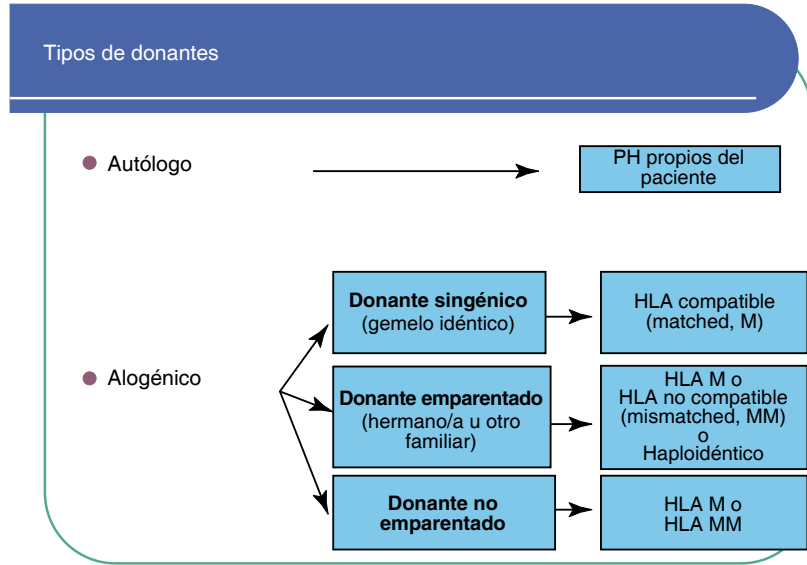 Tipos de donantes
Autólogo
PH propios del
paciente
Alogénico
Donante singénico
(gemelo idéntico)
HLA compatible
(matched, M)
Donante emparentado
(hermano/a u otro
familiar)
HLA M o
HLA no compatible
(mismatched, MM)
o
Haploidéntico
Donante no
emparentado
HLA M o
HLA MM